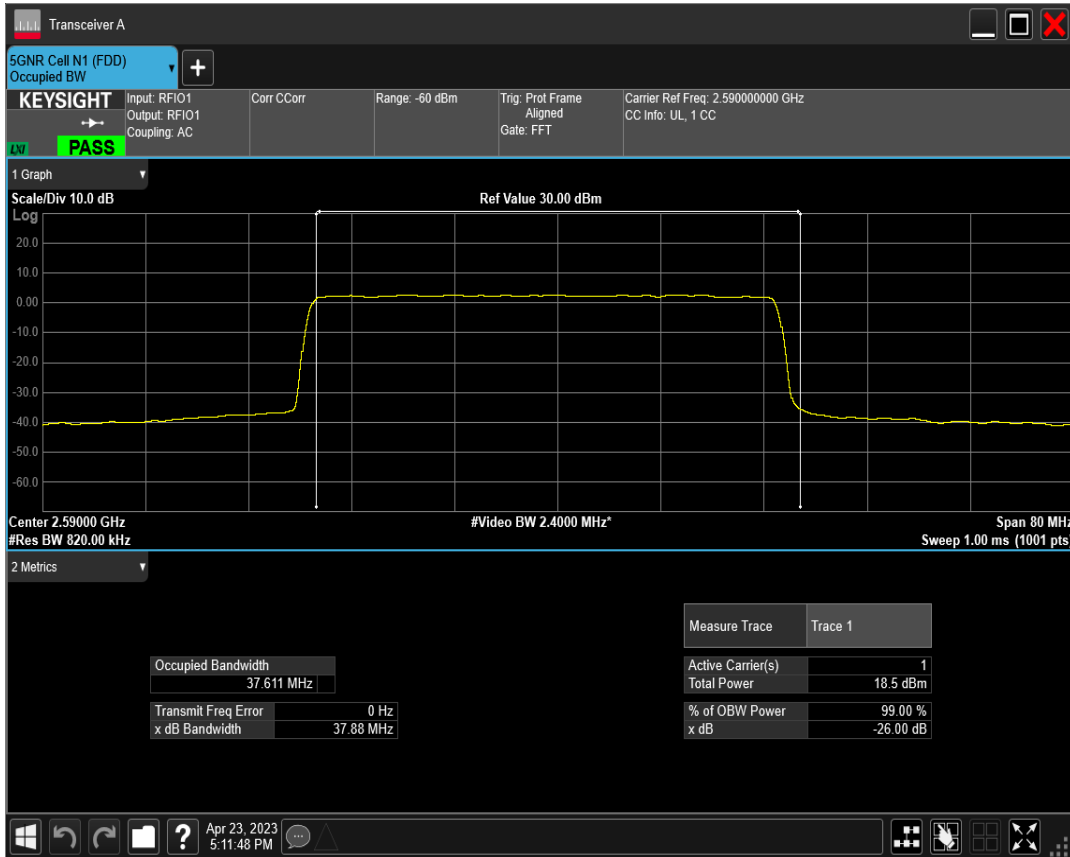 Transceiver A
5GNR Cell N1 (FDD)
Occupied BW
+
KEYSIGHT
LXI
PASS
Input: RFIO1
Output: RFIO1
Coupling: AC
Corr CCorr
Range: -60 dBm
Trig: Prot Frame
Aligned
Gate: FFT
Carrier Ref Freq: 2.590000000 GHz
CC Info: UL, 1 CC
1 Graph
Scale/Div 10.0 dB
Ref Value 30.00 dBm
Log
20.0
10.0
0.00
-10.0
-20.0
-30.0
-40.0
-50.0
-60.0
Center 2.59000 GHz
#Video BW 2.4000 MHz*
Span 80 MHz
#Res BW 820.00 kHz
Sweep 1.00 ms (1001 pts)
2 Metrics
Measure Trace
Trace 1
Occupied Bandwidth
37.611 MHz
Active Carrier(s)
1
Total Power
18.5 dBm
Transmit Freq Error
0 Hz
x dB Bandwidth
37.88 MHz
% of OBW Power
99.00 %
x dB
-26.00 dB
?
Apr 23, 2023
5:11:48 PM